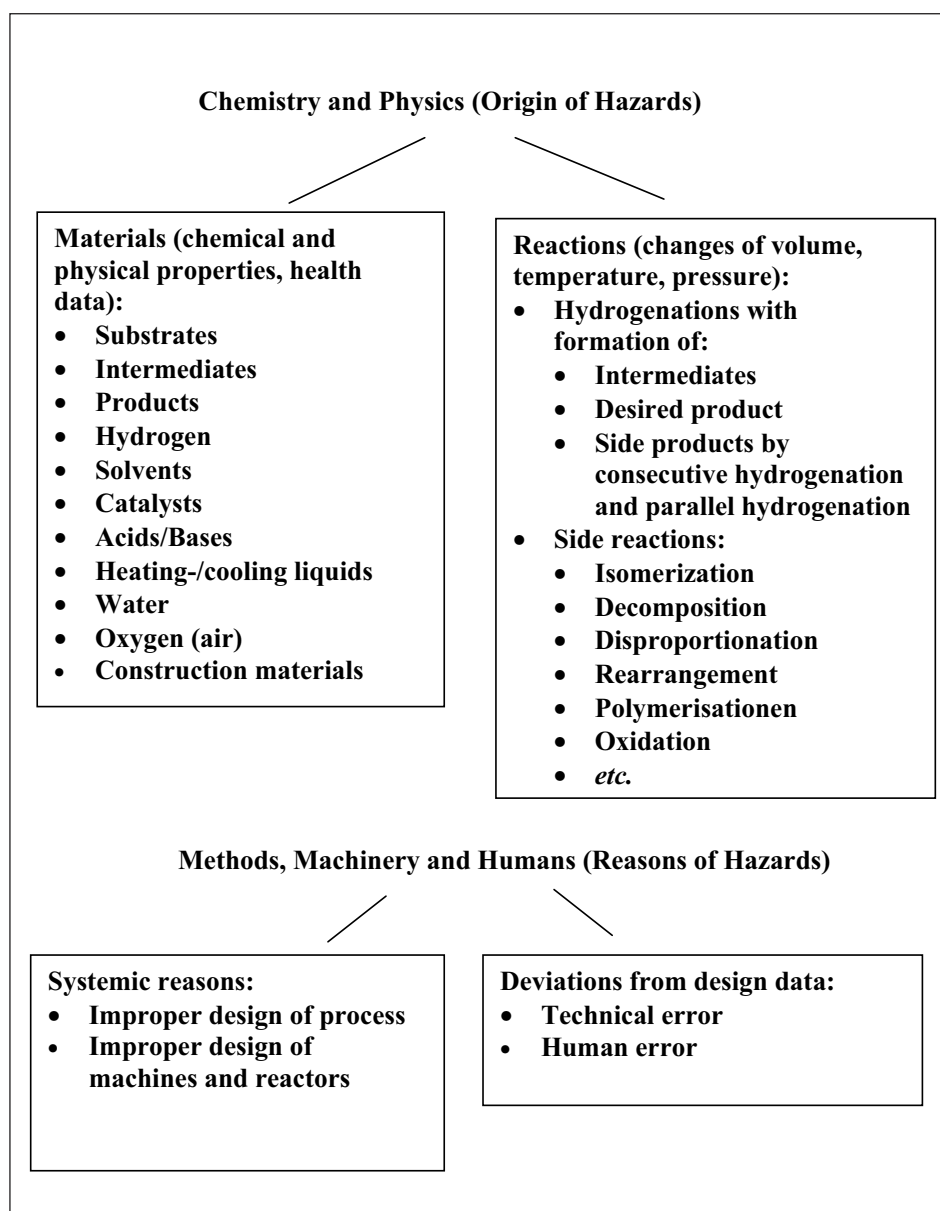 Chemistry and Physics (Origin of Hazards)
Materials (chemical and
physical properties, health
data):
• Substrates
• Intermediates
• Products
• Hydrogen
• Solvents
• Catalysts
• Acids/Bases
• Heating-/cooling liquids
• Water
• Oxygen (air)
• Construction materials
Reactions (changes of volume,
temperature, pressure):
• Hydrogenations with
formation of:
• Intermediates
• Desired product
• Side products by
consecutive hydrogenation
and parallel hydrogenation
• Side reactions:
• Isomerization
• Decomposition
• Disproportionation
• Rearrangement
• Polymerisationen
• Oxidation
• etc.
Methods, Machinery and Humans (Reasons of Hazards)
Systemic reasons:
• Improper design of process
• Improper design of
machines and reactors
Deviations from design data:
• Technical error
• Human error